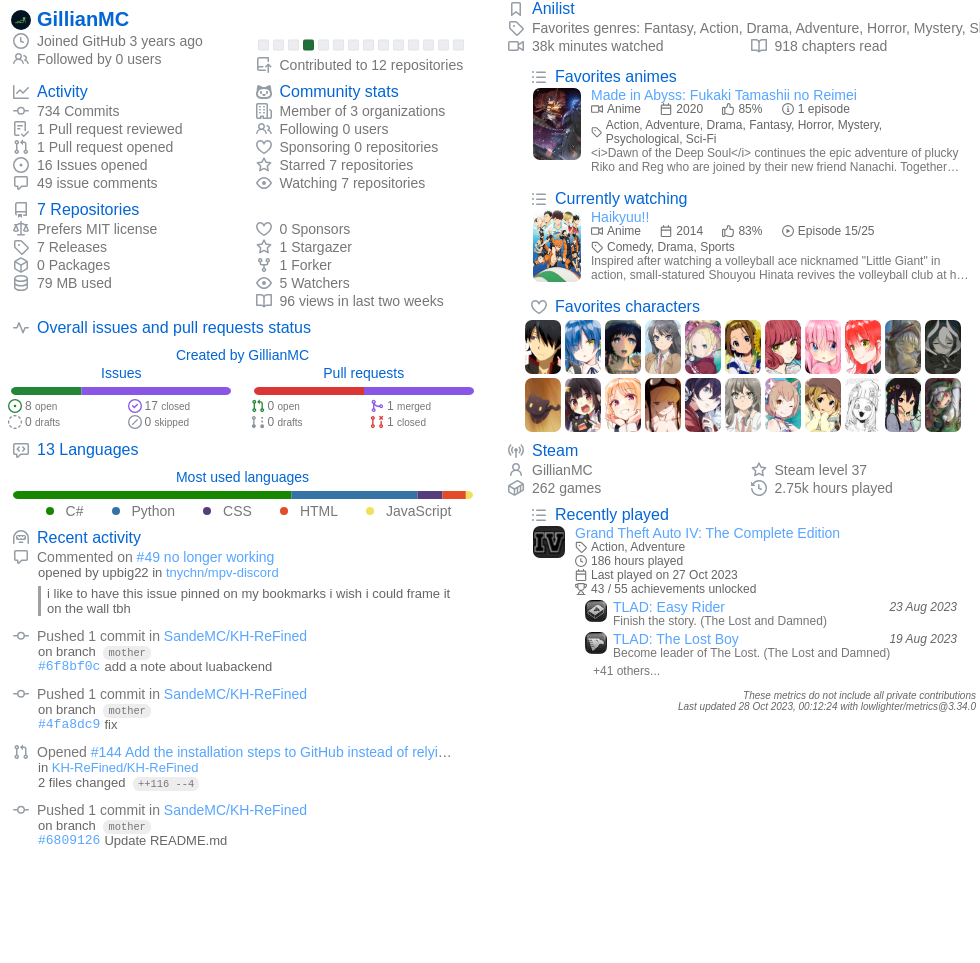 GillianMC
Joined GitHub 3 years ago
Followed by 0 users
Contributed to 12 repositories
Activity
734 Commits
1 Pull request reviewed
1 Pull request opened
16 Issues opened
49 issue comments
Community stats
Member of 3 organizations
Following 0 users
Sponsoring 0 repositories
Starred 7 repositories
Watching 7 repositories
7 Repositories
Prefers MIT license
7 Releases
0 Packages
79 MB used
0 Sponsors
1 Stargazer
1 Forker
5 Watchers
96 views in last two weeks
Overall issues and pull requests status
Created by GillianMC
Issues
8 open
17 closed
0 drafts
0 skipped
Pull requests
0 open
1 merged
0 drafts
1 closed
13 Languages
Most used languages
C# Python CSS HTML JavaScript
Recent activity
Commented on #49 no longer working
opened by upbig22 in tnychn/mpv-discord
i like to have this issue pinned on my bookmarks i wish i could frame it
on the wall tbh
Pushed 1 commit in SandeMC/KH-ReFined
on branch mother
#6f8bf0c add a note about luabackend
Pushed 1 commit in SandeMC/KH-ReFined
on branch mother
#4fa8dc9 fix
Opened #144 Add the installation steps to GitHub instead of relyi…
in KH-ReFined/KH-ReFined
2 files changed ++116 --4
Pushed 1 commit in SandeMC/KH-ReFined
on branch mother
#6809126 Update README.md
Anilist
Favorites genres: Fantasy, Action, Drama, Adventure, Horror, Mystery, S
38k minutes watched
918 chapters read
Favorites animes
Made in Abyss: Fukaki Tamashii no Reimei
Anime 2020 85% 1 episode
Action, Adventure, Drama, Fantasy, Horror, Mystery,
Psychological, Sci-Fi
<i>Dawn of the Deep Soul</i> continues the epic adventure of plucky
Riko and Reg who are joined by their new friend Nanachi. Together…
Currently watching
Haikyuu!!
Anime 2014 83% Episode 15/25
Comedy, Drama, Sports
Inspired after watching a volleyball ace nicknamed "Little Giant" in
action, small-statured Shouyou Hinata revives the volleyball club at h…
Favorites characters
Steam
GillianMC
262 games
Steam level 37
2.75k hours played
Recently played
IV
Grand Theft Auto IV: The Complete Edition
Action, Adventure
186 hours played
Last played on 27 Oct 2023
43 / 55 achievements unlocked
TLAD: Easy Rider 23 Aug 2023
Finish the story. (The Lost and Damned)
TLAD: The Lost Boy 19 Aug 2023
Become leader of The Lost. (The Lost and Damned)
+41 others...
These metrics do not include all private contributions
Last updated 28 Oct 2023, 00:12:24 with lowlighter/metrics@3.34.0